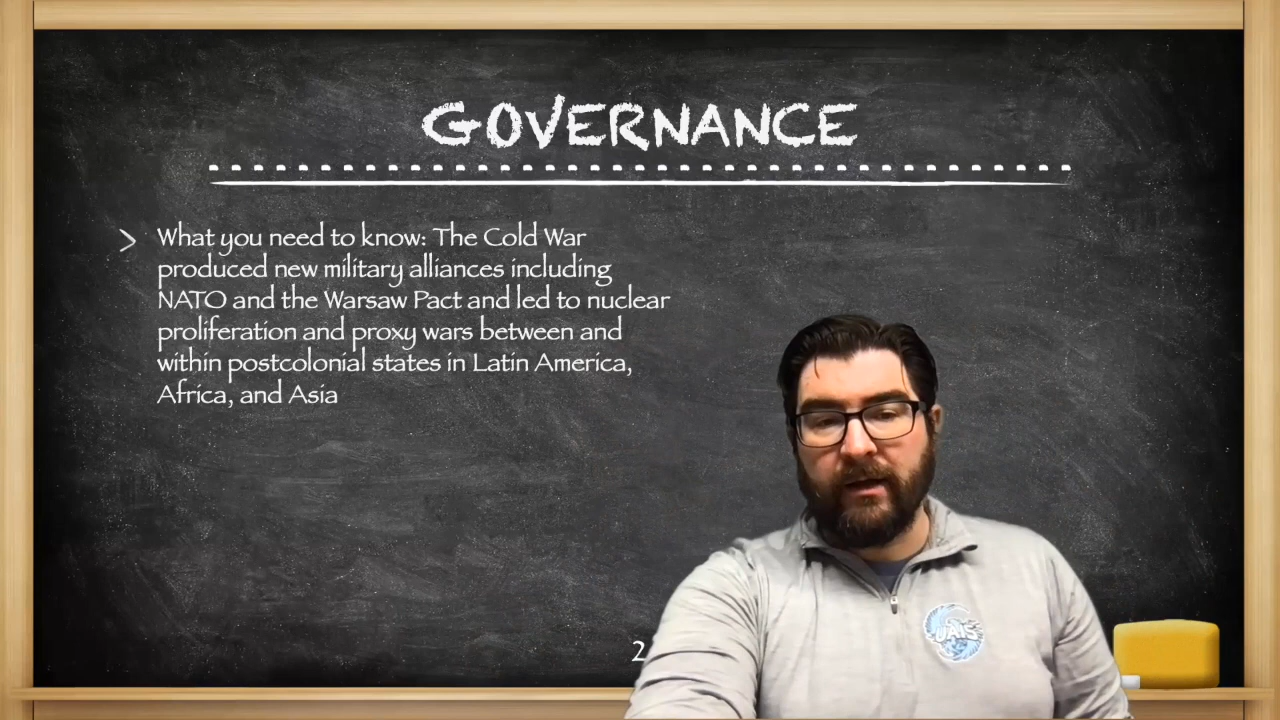 GOVERNANCE
What you need to know: The Cold War
produced new military alliances including
NATO and the Warsaw Pact and led to nuclear
proliferation and proxy wars between and
within postcolonial states in Latin America,
Africa, and Asia
UAIS
2